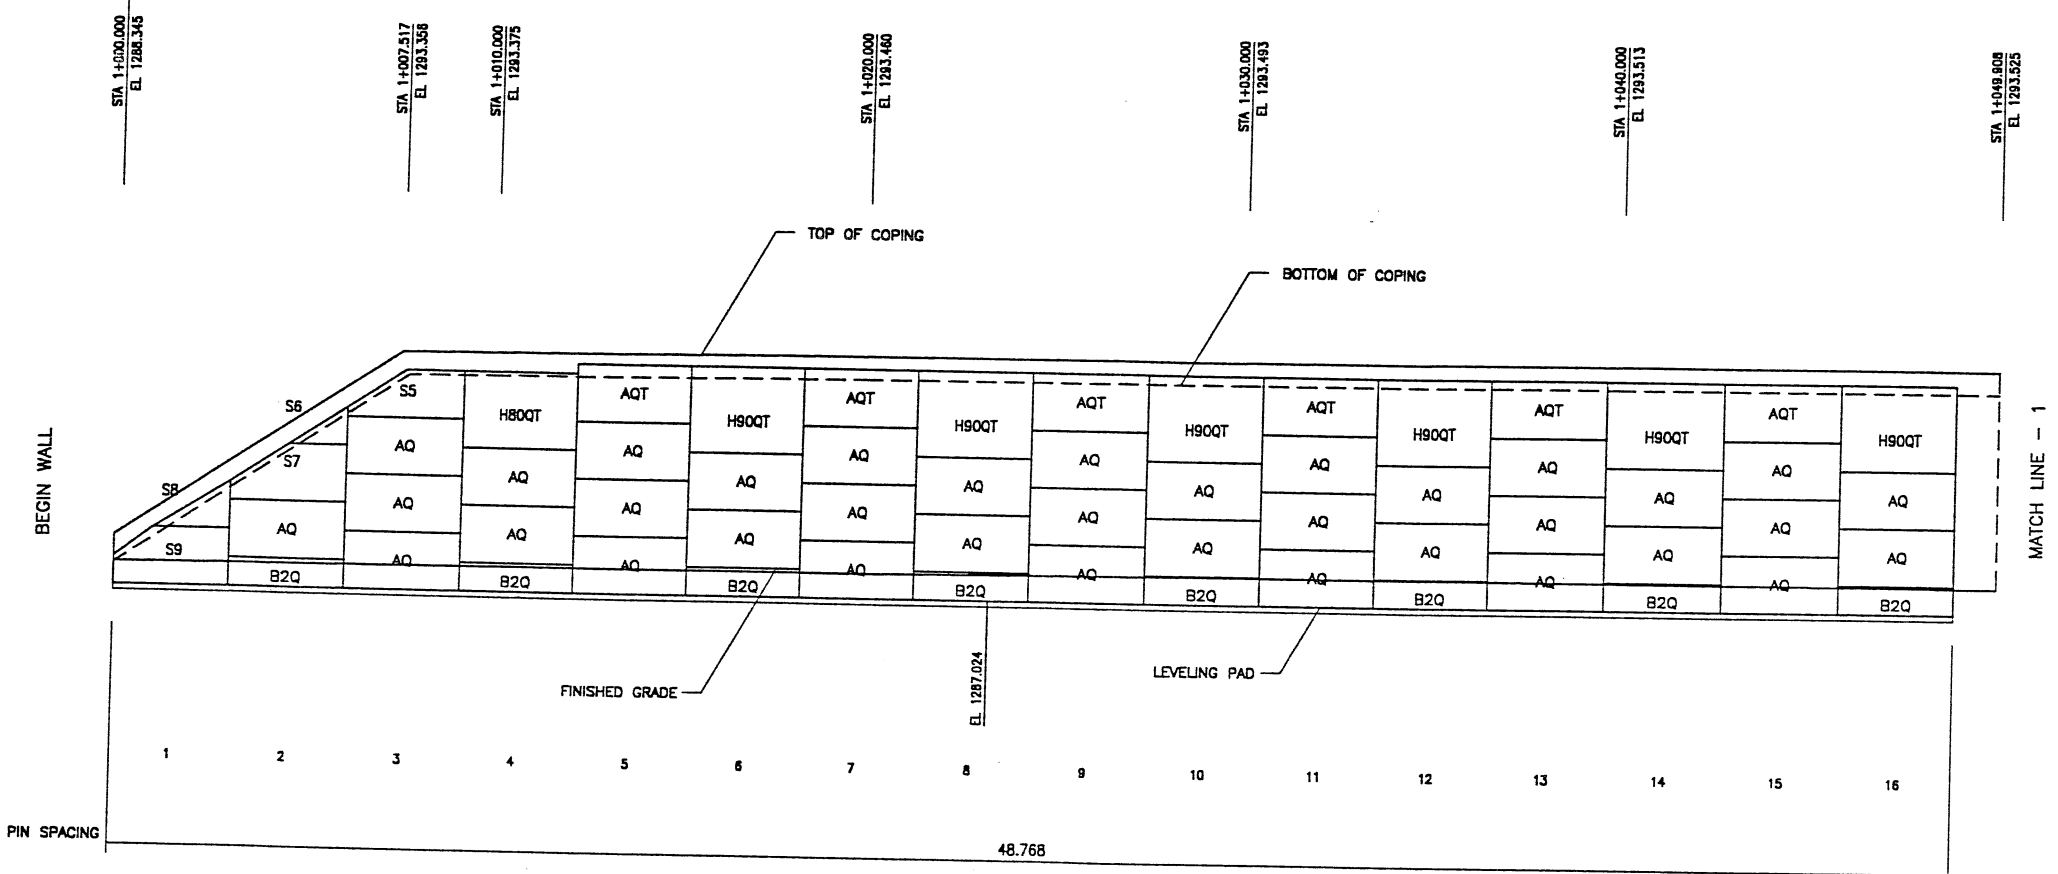 STA 1+000.000
EL 1288.345
STA 1+007.517
EL 1293.358
STA 1+010.000
EL 1293.375
STA 1+020.000
EL 1293.460
STA 1+030.000
EL 1293.493
STA 1+040.000
EL 1293.513
STA 1+049.908
EL 1293.525
TOP OF COPING
BOTTOM OF COPING
BEGIN WALL
MATCH LINE - 1
S6
S5
S7
S8
S9
AQ
B2Q
AQ
AQ
AQ
H80QT
AQ
AQ
B2Q
AQT
AQ
AQ
AQ
H90QT
AQ
AQ
B2Q
AQT
AQ
AQ
AQ
H90QT
AQ
AQ
B2Q
AQT
AQ
AQ
AQ
H90QT
AQ
AQ
B2Q
AQT
AQ
AQ
AQ
H90QT
AQ
AQ
B2Q
AQT
AQ
AQ
AQ
H90QT
AQ
AQ
B2Q
AQT
AQ
AQ
AQ
H90QT
AQ
AQ
B2Q
FINISHED GRADE
EL 1287.024
LEVELING PAD
1 2 3 4 5 6 7 8 9 10 11 12 13 14 15 16
PIN SPACING
48.768